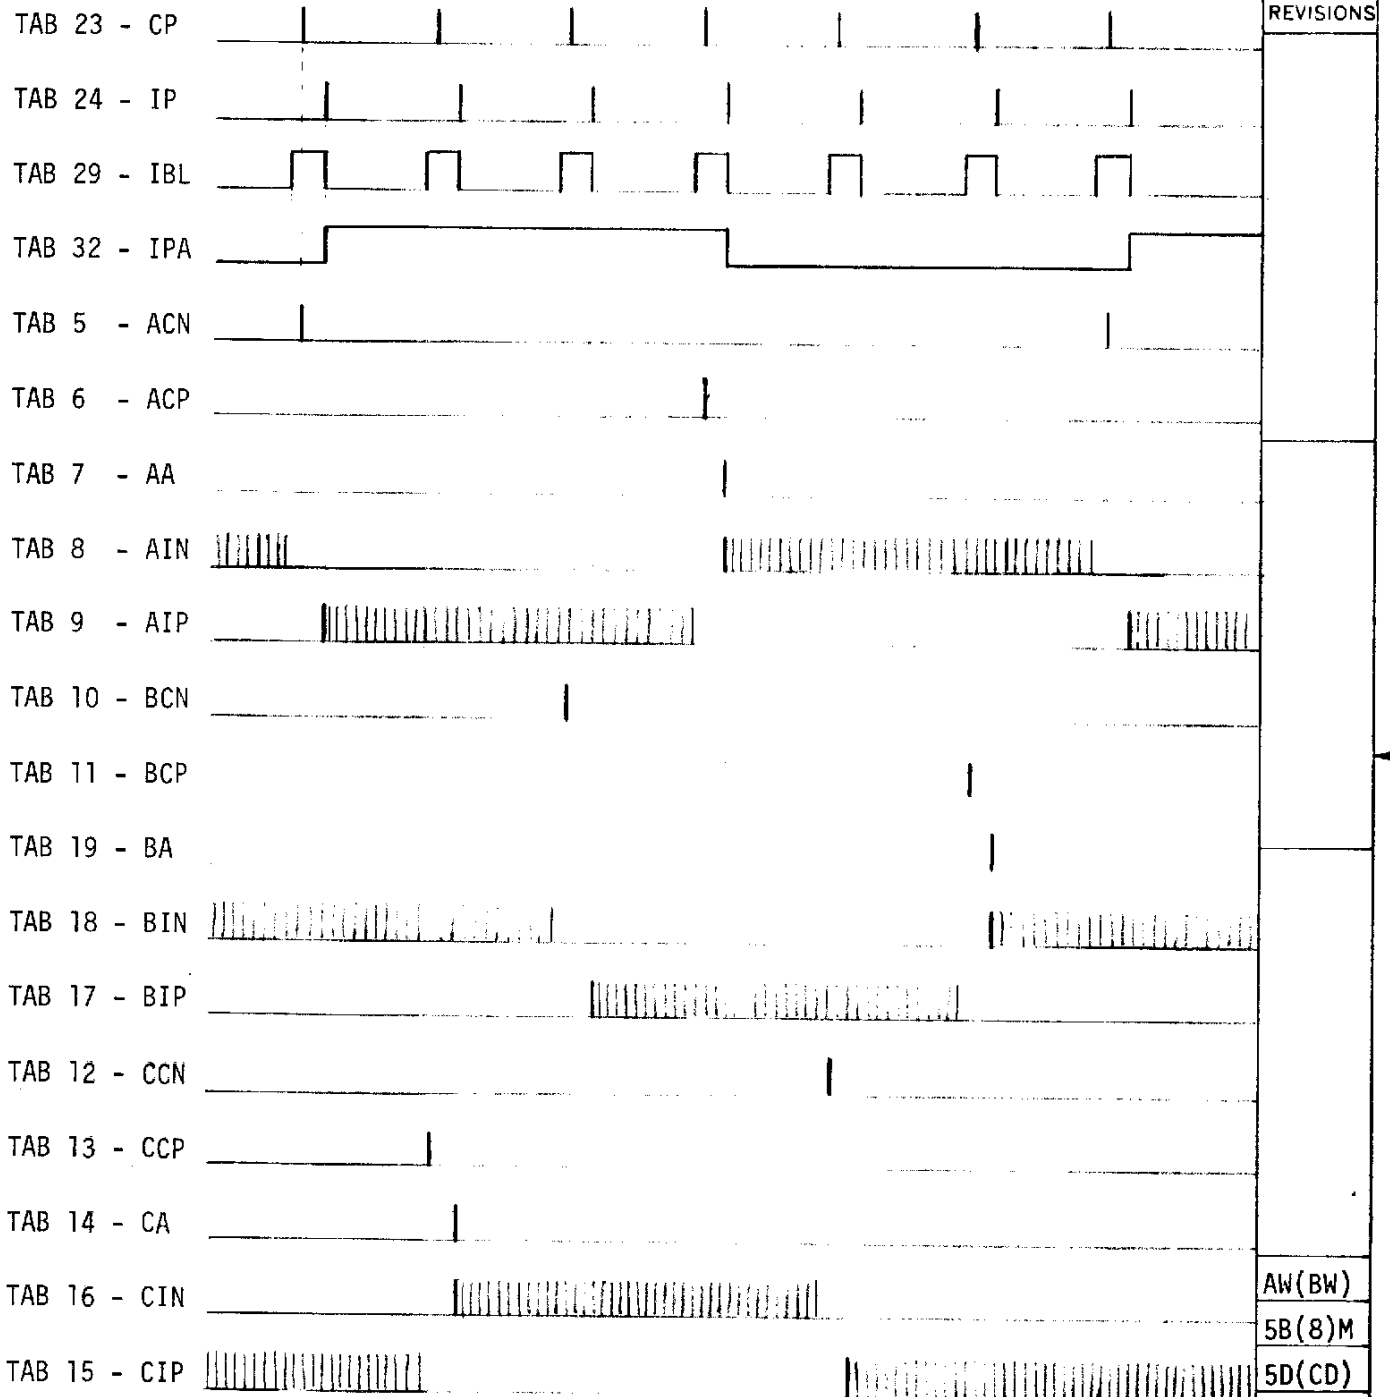 REVISIONS
TAB 23 - CP
TAB 24 - IP
TAB 29 - IBL
TAB 32 - IPA
TAB 5 - ACN
TAB 6 - ACP
TAB 7 - AA
TAB 8 - AIN
TAB 9 - AIP
TAB 10 - BCN
TAB 11 - BCP
TAB 19 - BA
TAB 18 - BIN
TAB 17 - BIP
TAB 12 - CCN
TAB 13 - CCP
TAB 14 - CA
TAB 16 - CIN
TAB 15 - CIP
AW(BW)
5B(8)M
5D(CD)